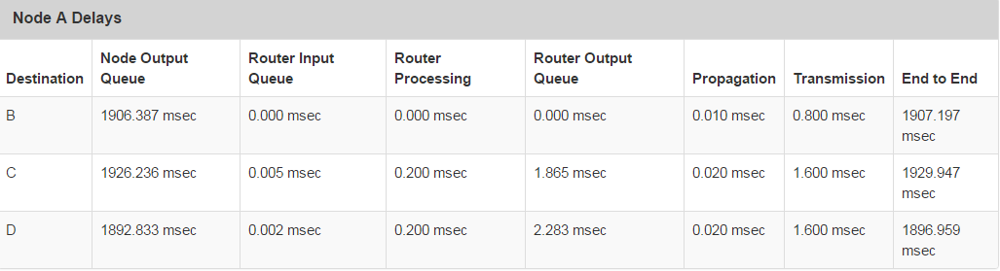 Node A Delays
Destination Node Output Queue Router Input Queue Router Processing Router Output Queue Propagation Transmission End to End
B 1906.387 msec 0.000 msec 0.000 msec 0.000 msec 0.010 msec 0.800 msec 1907.197 msec
C 1926.236 msec 0.005 msec 0.200 msec 1.865 msec 0.020 msec 1.600 msec 1929.947 msec
D 1892.833 msec 0.002 msec 0.200 msec 2.283 msec 0.020 msec 1.600 msec 1896.959 msec